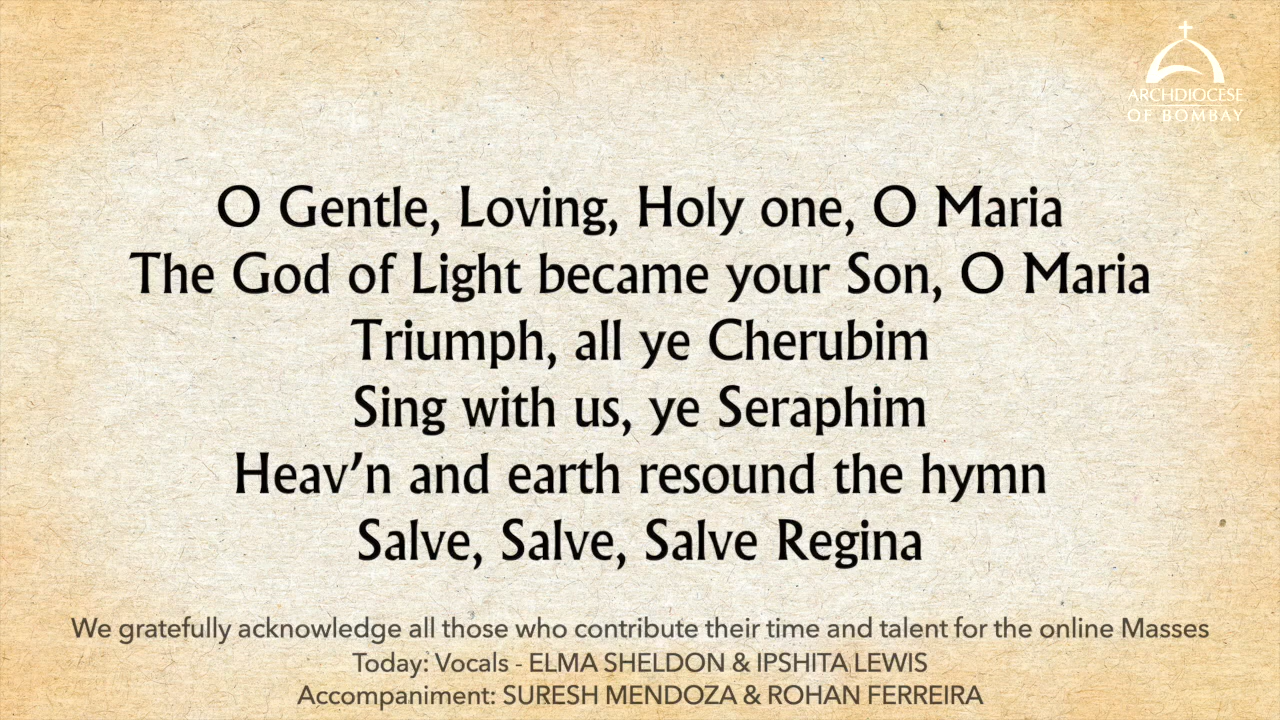 ARCHDIOCESE
OF BOMBAY
O Gentle, Loving, Holy one, O Maria
The God of Light became your Son, O Maria
Triumph, all ye Cherubim
Sing with us, ye Seraphim
Heav’n and earth resound the hymn
Salve, Salve, Salve Regina
We gratefully acknowledge all those who contribute their time and talent for the online Masses
Today: Vocals - ELMA SHELDON & IPSHITA LEWIS
Accompaniment: SURESH MENDOZA & ROHAN FERREIRA